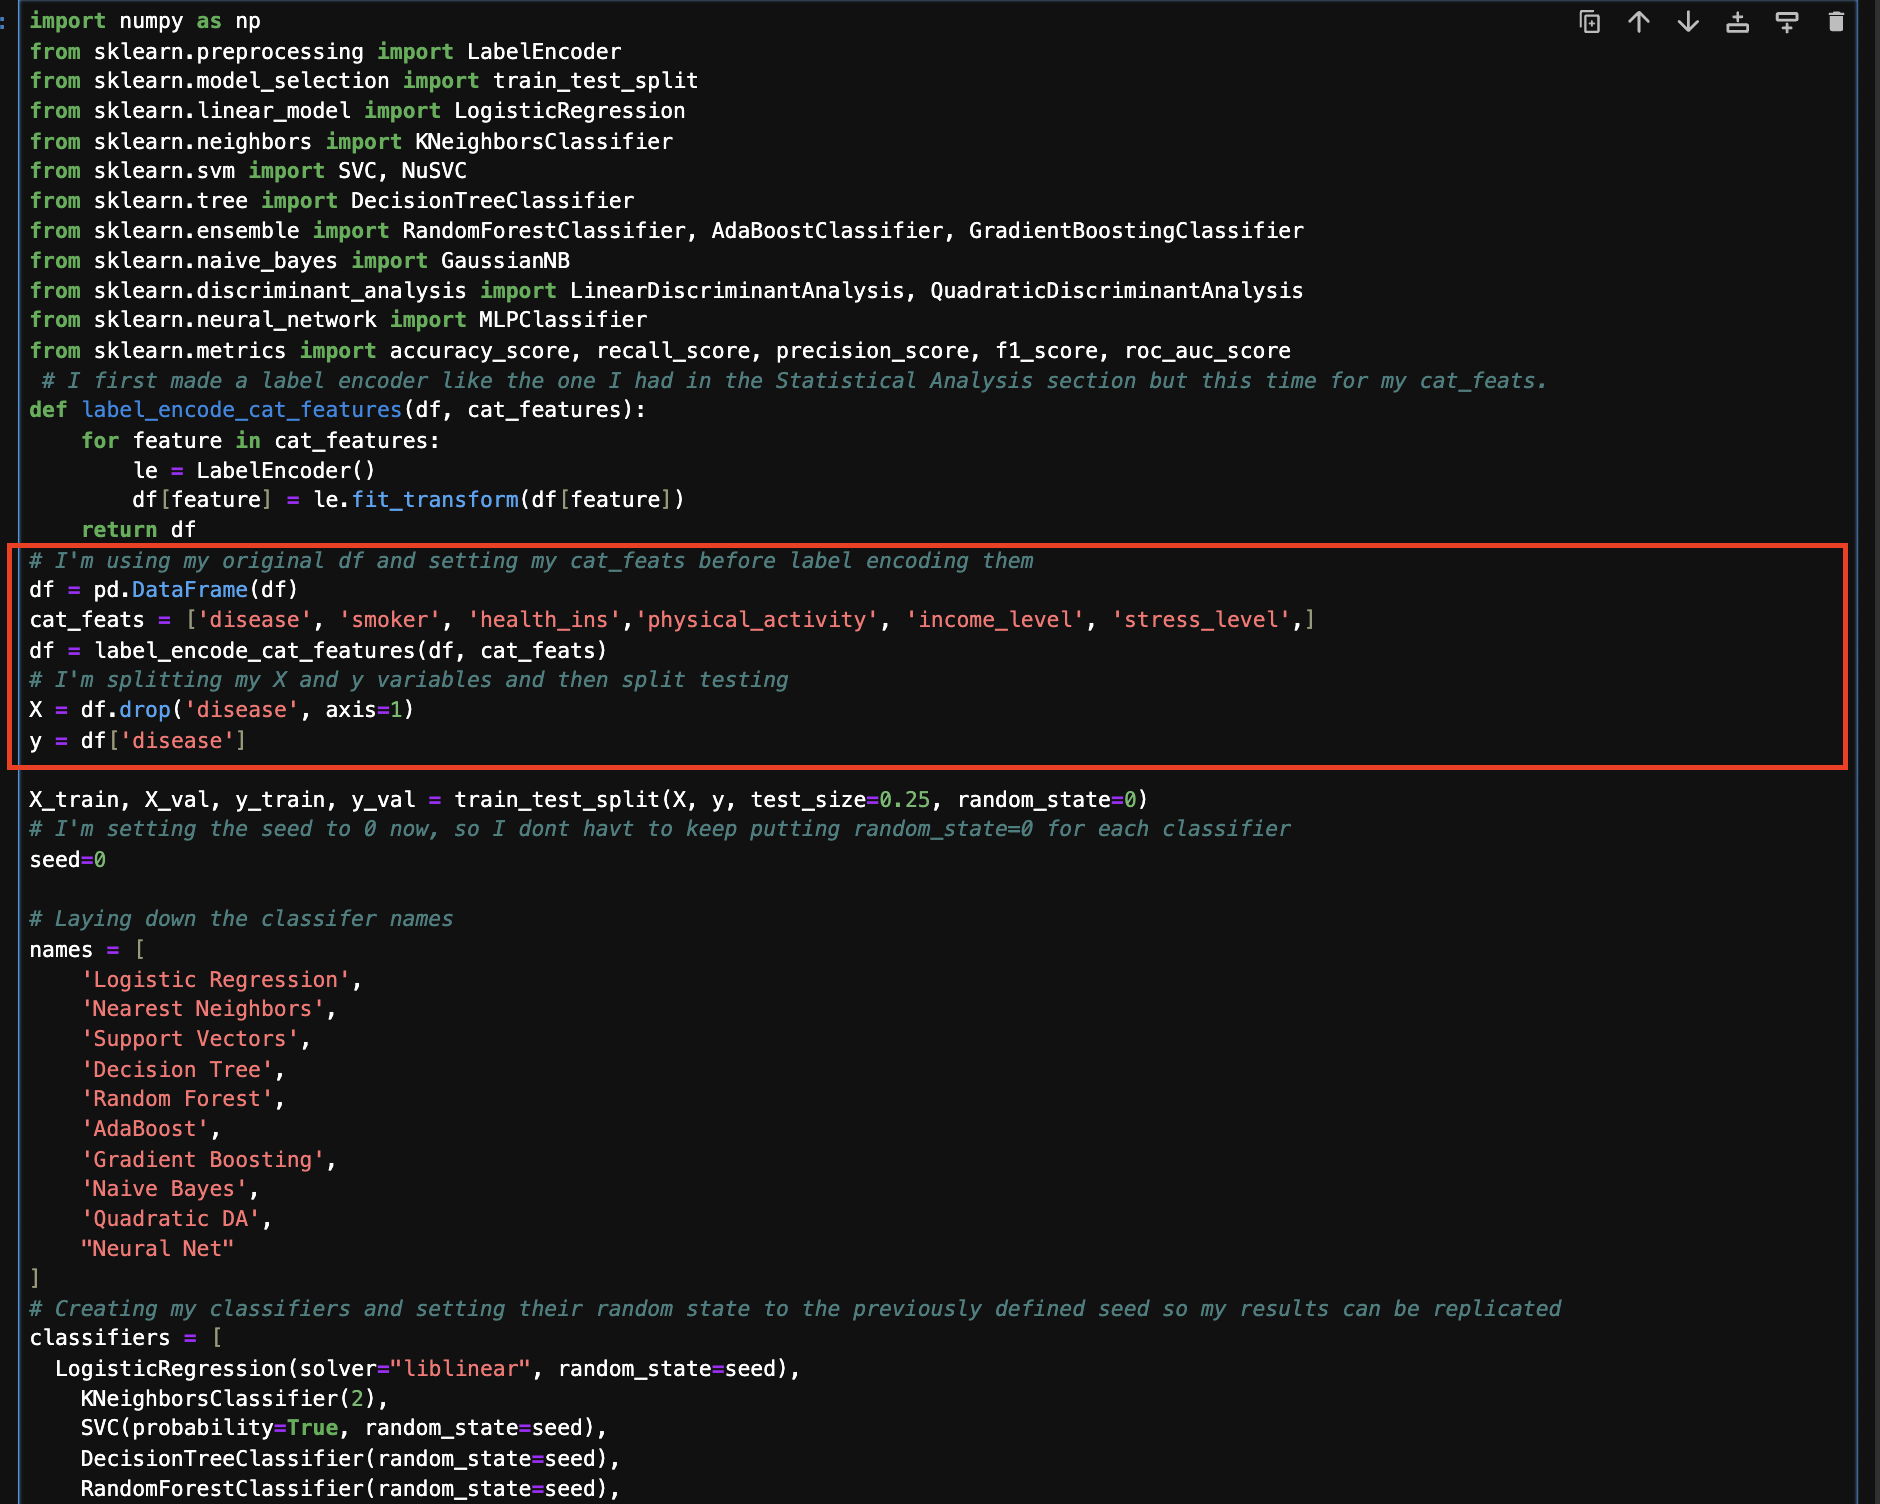 import numpy as np
from sklearn.preprocessing import LabelEncoder
from sklearn.model_selection import train_test_split
from sklearn.linear_model import LogisticRegression
from sklearn.neighbors import KNeighborsClassifier
from sklearn.svm import SVC, NuSVC
from sklearn.tree import DecisionTreeClassifier
from sklearn.ensemble import RandomForestClassifier, AdaBoostClassifier, GradientBoostingClassifier
from sklearn.naive_bayes import GaussianNB
from sklearn.discriminant_analysis import LinearDiscriminantAnalysis, QuadraticDiscriminantAnalysis
from sklearn.neural_network import MLPClassifier
from sklearn.metrics import accuracy_score, recall_score, precision_score, f1_score, roc_auc_score
 # I first made a label encoder like the one I had in the Statistical Analysis section but this time for my cat_feats.
def label_encode_cat_features(df, cat_features):
    for feature in cat_features:
        le = LabelEncoder()
        df[feature] = le.fit_transform(df[feature])
    return df
# I'm using my original df and setting my cat_feats before label encoding them
df = pd.DataFrame(df)
cat_feats = ['disease', 'smoker', 'health_ins','physical_activity', 'income_level', 'stress_level',]
df = label_encode_cat_features(df, cat_feats)
# I'm splitting my X and y variables and then split testing
X = df.drop('disease', axis=1)
y = df['disease']
X_train, X_val, y_train, y_val = train_test_split(X, y, test_size=0.25, random_state=0)
# I'm setting the seed to 0 now, so I dont havt to keep putting random_state=0 for each classifier
seed=0
# Laying down the classifer names
names = [
    'Logistic Regression',
    'Nearest Neighbors',
    'Support Vectors',
    'Decision Tree',
    'Random Forest',
    'AdaBoost',
    'Gradient Boosting',
    'Naive Bayes',
    'Quadratic DA',
    "Neural Net"
]
# Creating my classifiers and setting their random state to the previously defined seed so my results can be replicated
classifiers = [
  LogisticRegression(solver="liblinear", random_state=seed),
    KNeighborsClassifier(2),
    SVC(probability=True, random_state=seed),
    DecisionTreeClassifier(random_state=seed),
    RandomForestClassifier(random_state=seed),